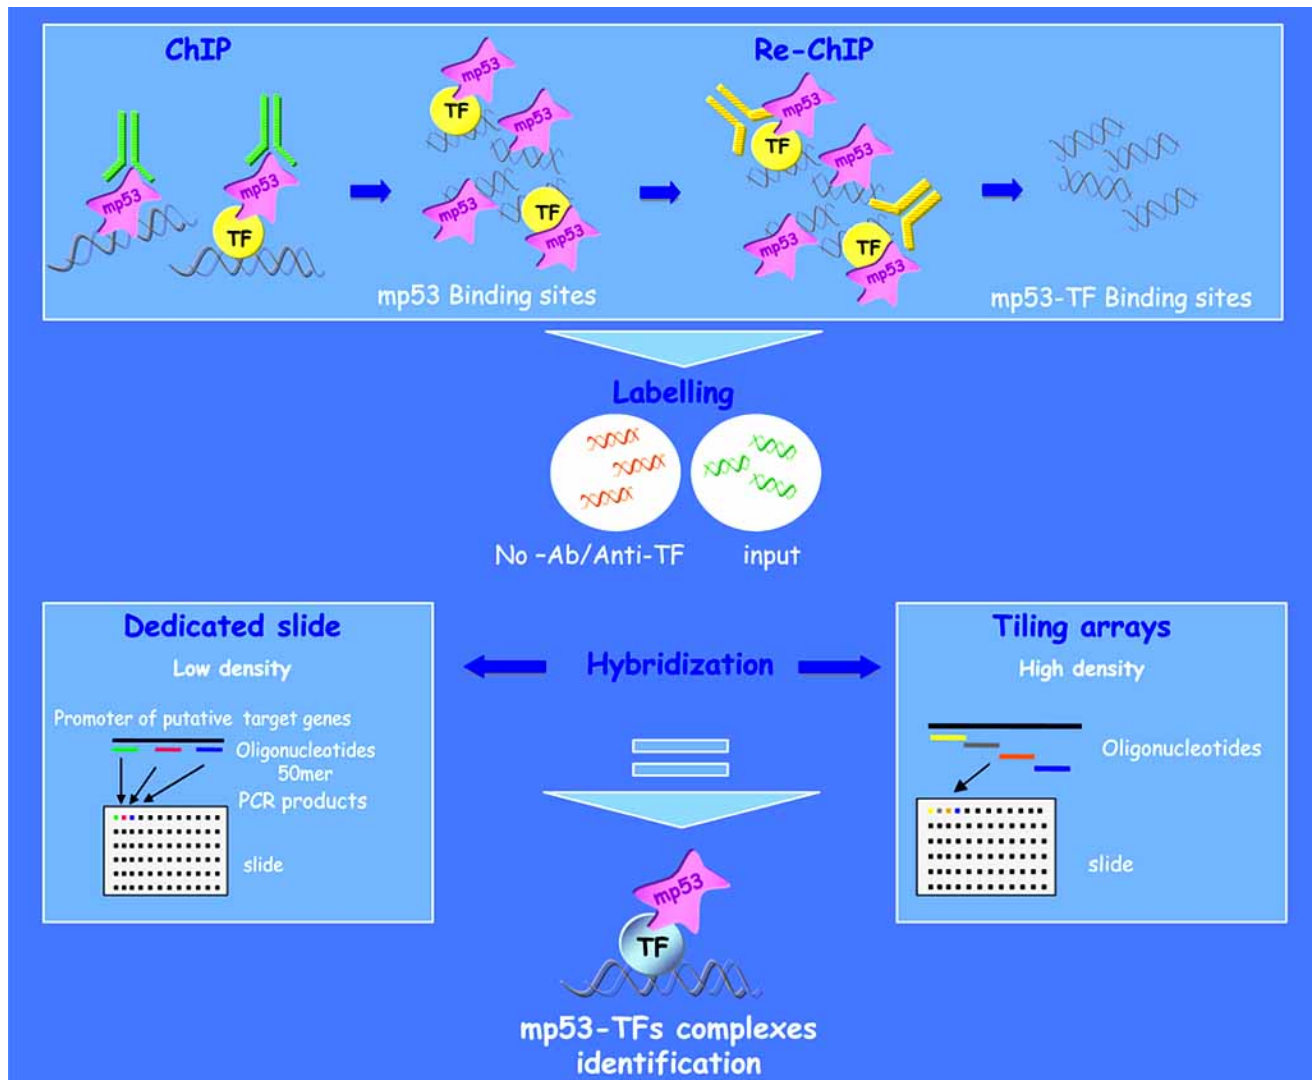 ChIP
Re-ChIP
mp53
mp53
TF
mp53
TF
mp53
mp53
TF
mp53
mp53
TF
mp53
mp53
TF
mp53
mp53
TF
mp53
mp53 Binding sites
mp53-TF Binding sites
Labelling
No -Ab/Anti-TF
input
Dedicated slide
Low density
Promoter of putative target genes
Oligonucleotides
50mer
PCR products
slide
Hybridization
Tiling arrays
High density
Oligonucleotides
slide
mp53
TF
mp53-TFs complexes
identification